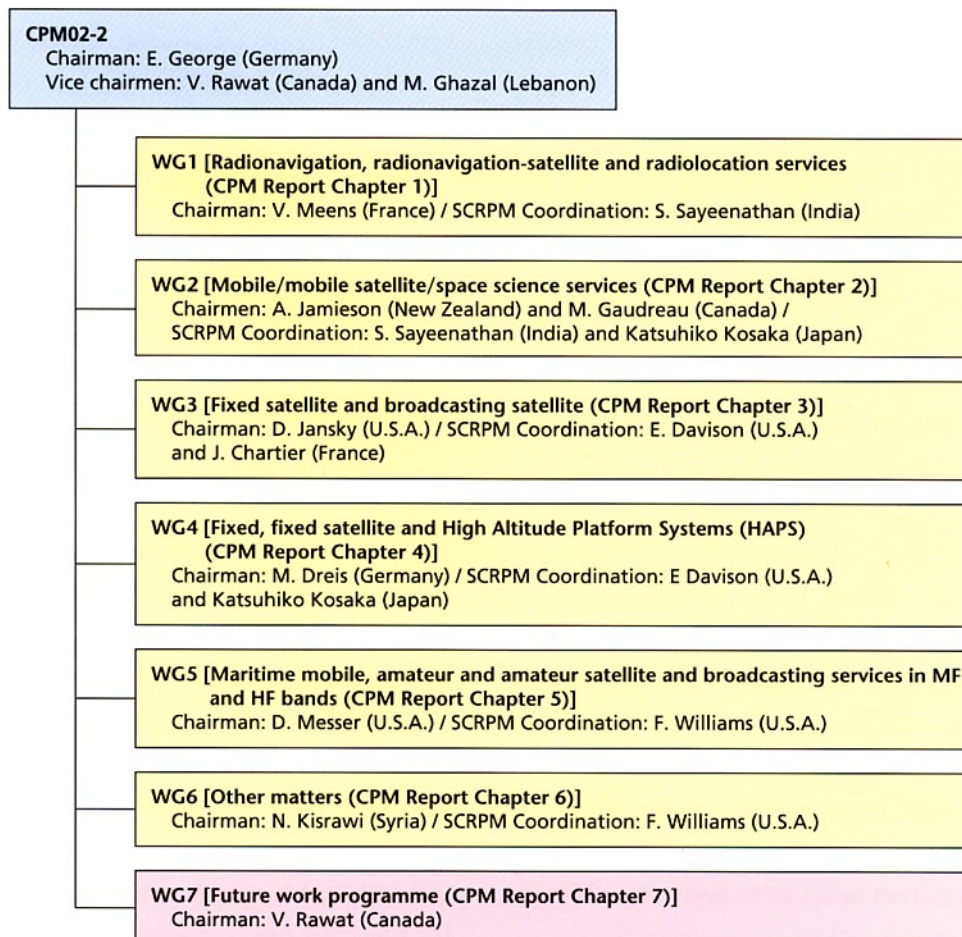 CPM02-2
Chairman: E. George (Germany)
Vice chairmen: V. Rawat (Canada) and M. Ghazal (Lebanon)
WG1 [Radionavigation, radionavigation-satellite and radiolocation services
(CPM Report Chapter 1)]
Chairman: V. Meens (France) / SCRPM Coordination: S. Sayeenathan (India)
WG2 [Mobile/mobile satellite/space science services (CPM Report Chapter 2)]
Chairmen: A. Jamieson (New Zealand) and M. Gaudreau (Canada) /
SCRPM Coordination: S. Sayeenathan (India) and Katsuhiko Kosaka (Japan)
WG3 [Fixed satellite and broadcasting satellite (CPM Report Chapter 3)]
Chairman: D. Jansky (U.S.A.) / SCRPM Coordination: E. Davison (U.S.A.)
and J. Chartier (France)
WG4 [Fixed, fixed satellite and High Altitude Platform Systems (HAPS)
(CPM Report Chapter 4)]
Chairman: M. Dreis (Germany) / SCRPM Coordination: E Davison (U.S.A.)
and Katsuhiko Kosaka (Japan)
WG5 [Maritime mobile, amateur and amateur satellite and broadcasting services in MF
and HF bands (CPM Report Chapter 5)]
Chairman: D. Messer (U.S.A.) / SCRPM Coordination: F. Williams (U.S.A.)
WG6 [Other matters (CPM Report Chapter 6)]
Chairman: N. Kisrawi (Syria) / SCRPM Coordination: F. Williams (U.S.A.)
WG7 [Future work programme (CPM Report Chapter 7)]
Chairman: V. Rawat (Canada)